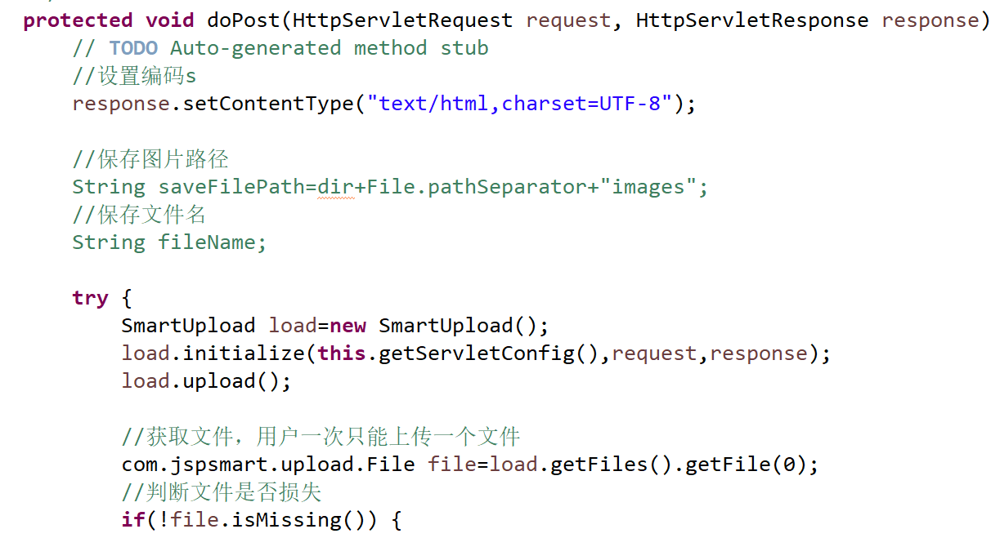 protected void doPost(HttpServletRequest request, HttpServletResponse response)
// TODO Auto-generated method stub
//设置编码s
response.setContentType("text/html,charset=UTF-8");
//保存图片路径
String saveFilePath=dir+File.pathSeparator+"images";
//保存文件名
String fileName;
try {
SmartUpload load=new SmartUpload();
load.initialize(this.getServletConfig(),request,response);
load.upload();
//获取文件，用户一次只能上传一个文件
com.jspsmart.upload.File file=load.getFiles().getFile(0);
//判断文件是否损失
if(!file.isMissing()) {